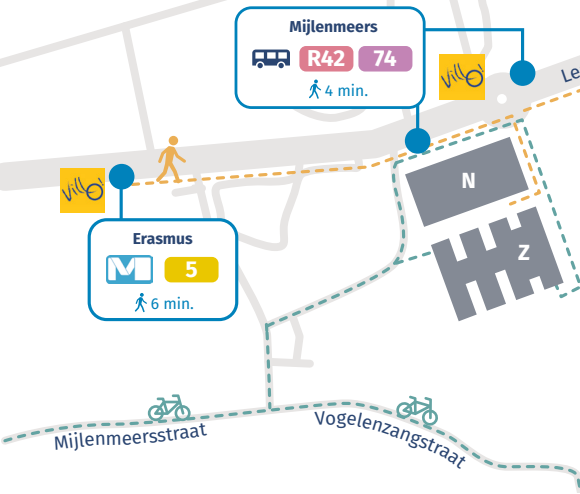 Mijlenmeers
R42 74
4 min.
Villo!
Le
N
Z
Villo!
Erasmus
M 5
6 min.
Mijlenmeersstraat
Vogelenzangstraat